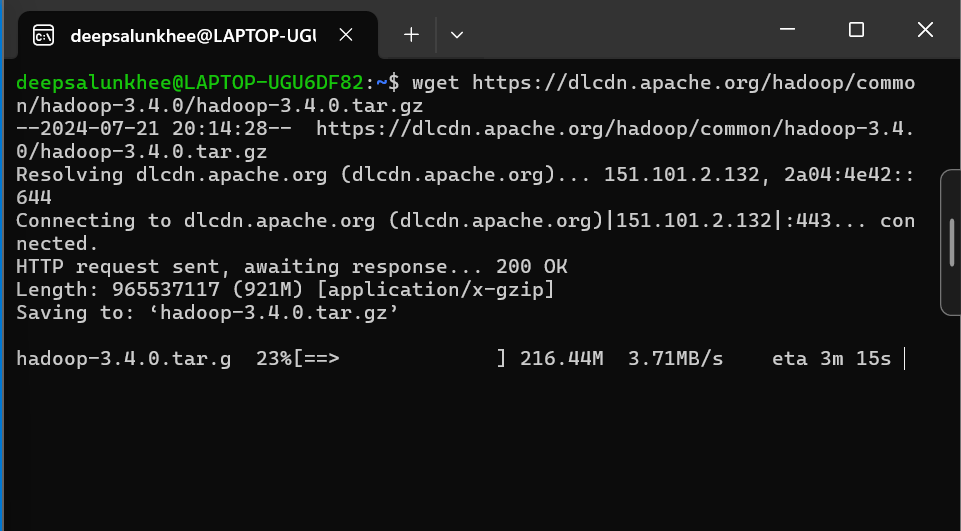 deepsalunkhee@LAPTOP-UGU
deepsalunkhee@LAPTOP-UGU6DF82:~$ wget https://dlcdn.apache.org/hadoop/commo
n/hadoop-3.4.0/hadoop-3.4.0.tar.gz
--2024-07-21 20:14:28--  https://dlcdn.apache.org/hadoop/common/hadoop-3.4.
0/hadoop-3.4.0.tar.gz
Resolving dlcdn.apache.org (dlcdn.apache.org)... 151.101.2.132, 2a04:4e42::
644
Connecting to dlcdn.apache.org (dlcdn.apache.org)|151.101.2.132|:443... con
nected.
HTTP request sent, awaiting response... 200 OK
Length: 965537117 (921M) [application/x-gzip]
Saving to: ‘hadoop-3.4.0.tar.gz’
hadoop-3.4.0.tar.g  23%[==>             ] 216.44M  3.71MB/s    eta 3m 15s